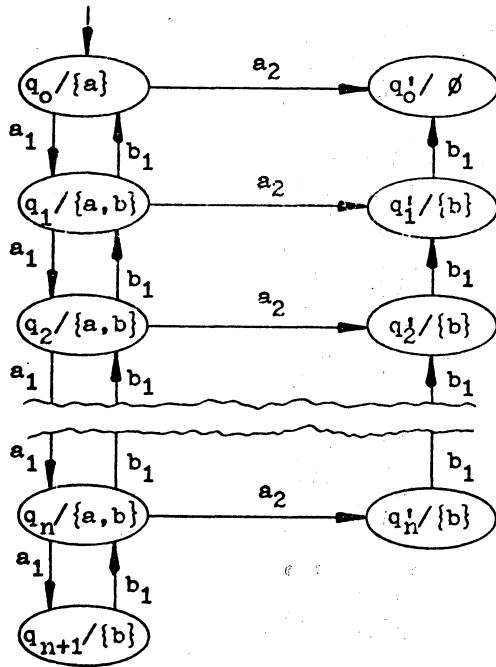 a₂
q₀/{a} q₀'/ ∅
a₁ b₁ b₁
a₂
q₁/{a,b} q₁'/{b}
a₁ b₁ b₁
a₂
q₂/{a,b} q₂'/{b}
a₁ b₁ b₁
a₁ b₁ b₁
a₂
qₙ/{a,b} qₙ'/{b}
a₁ b₁
qₙ₊₁/{b}